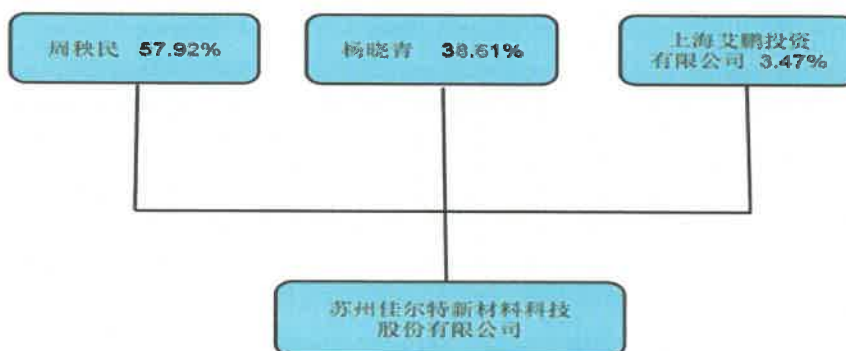 周秧民 57.92%
杨晓青 38.61%
上海艾鹏投资
有限公司 3.47%
苏州佳尔特新材料科技
股份有限公司